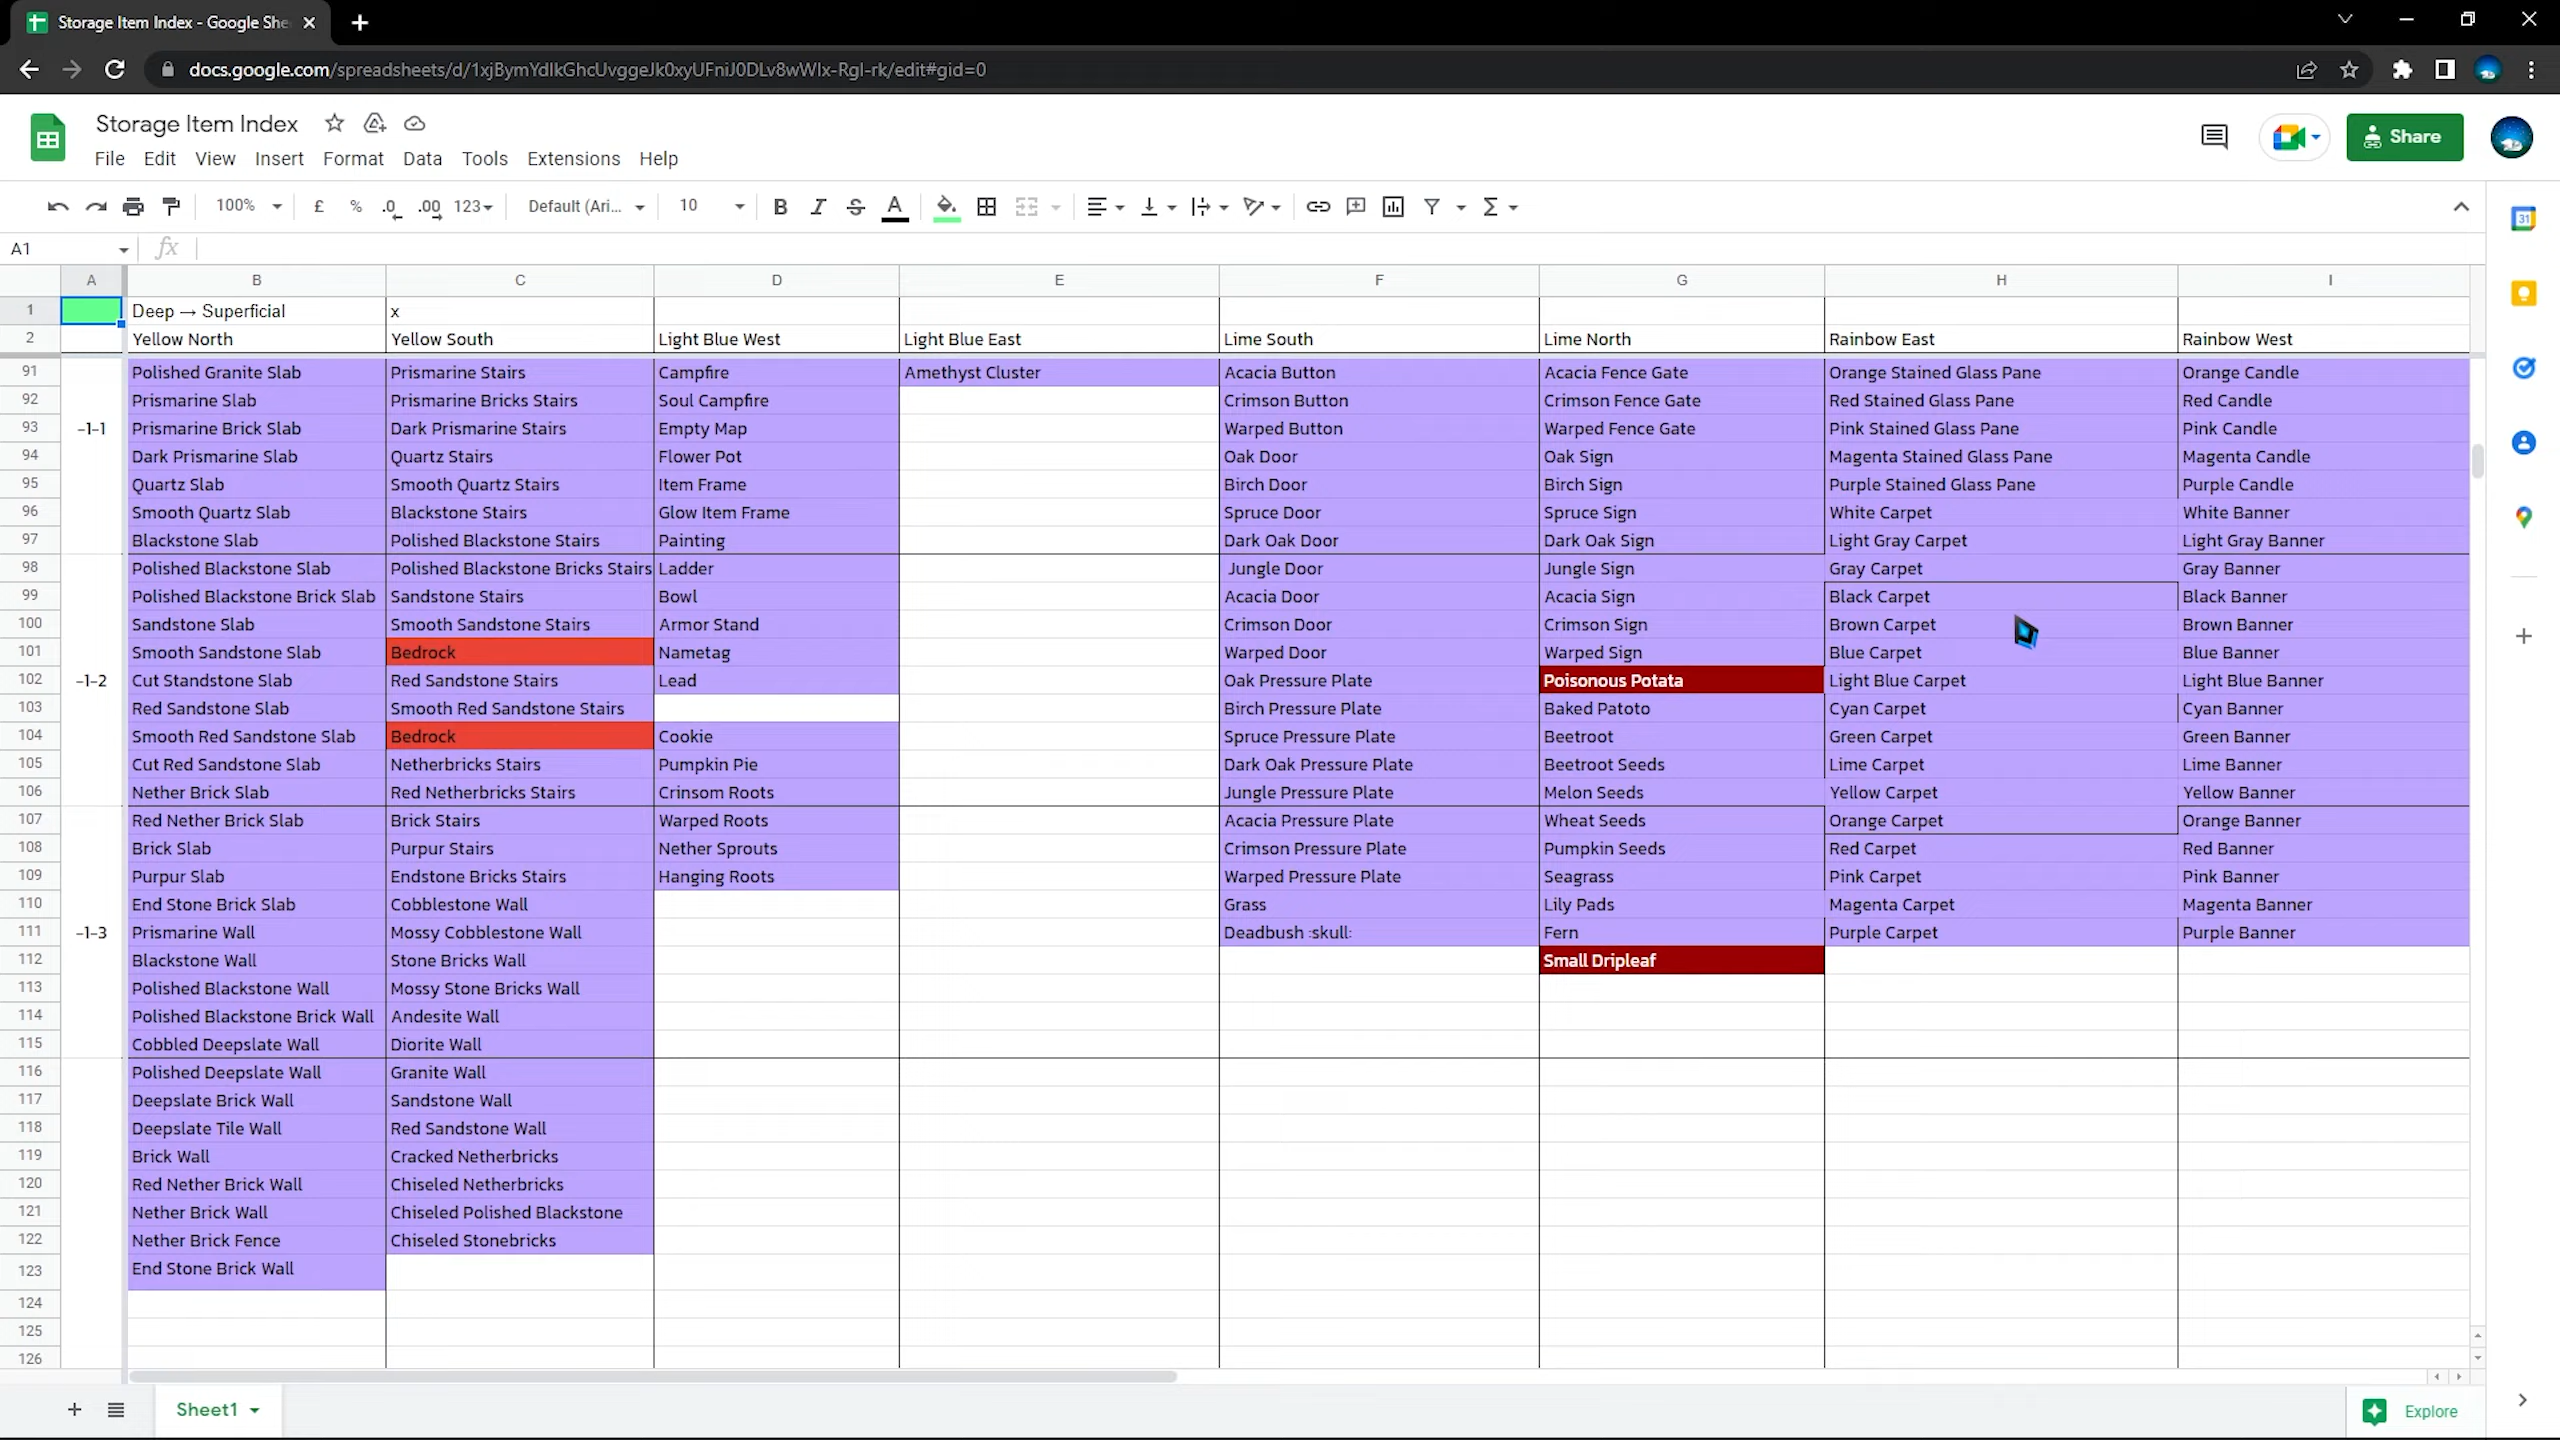 Storage Item Index - Google She
docs.google.com/spreadsheets/d/1xjBymYdlkGhcUvggeJk0xyUFniJ0DLv8wWIx-RgI-rk/edit#gid=0
Storage Item Index
File Edit View Insert Format Data Tools Extensions Help
Share
100% £ % .0 .00 123 Default (Ari... 10
A1
A B C D E F G H I
1 Deep → Superficial x
2 Yellow North Yellow South Light Blue West Light Blue East Lime South Lime North Rainbow East Rainbow West
91 Polished Granite Slab Prismarine Stairs Campfire Amethyst Cluster Acacia Button Acacia Fence Gate Orange Stained Glass Pane Orange Candle
92 Prismarine Slab Prismarine Bricks Stairs Soul Campfire Crimson Button Crimson Fence Gate Red Stained Glass Pane Red Candle
93 -1-1 Prismarine Brick Slab Dark Prismarine Stairs Empty Map Warped Button Warped Fence Gate Pink Stained Glass Pane Pink Candle
94 Dark Prismarine Slab Quartz Stairs Flower Pot Oak Door Oak Sign Magenta Stained Glass Pane Magenta Candle
95 Quartz Slab Smooth Quartz Stairs Item Frame Birch Door Birch Sign Purple Stained Glass Pane Purple Candle
96 Smooth Quartz Slab Blackstone Stairs Glow Item Frame Spruce Door Spruce Sign White Carpet White Banner
97 Blackstone Slab Polished Blackstone Stairs Painting Dark Oak Door Dark Oak Sign Light Gray Carpet Light Gray Banner
98 Polished Blackstone Slab Polished Blackstone Bricks Stairs Ladder Jungle Door Jungle Sign Gray Carpet Gray Banner
99 Polished Blackstone Brick Slab Sandstone Stairs Bowl Acacia Door Acacia Sign Black Carpet Black Banner
100 Sandstone Slab Smooth Sandstone Stairs Armor Stand Crimson Door Crimson Sign Brown Carpet Brown Banner
101 Smooth Sandstone Slab Bedrock Nametag Warped Door Warped Sign Blue Carpet Blue Banner
102 -1-2 Cut Standstone Slab Red Sandstone Stairs Lead Oak Pressure Plate Poisonous Potata Light Blue Carpet Light Blue Banner
103 Red Sandstone Slab Smooth Red Sandstone Stairs Birch Pressure Plate Baked Patoto Cyan Carpet Cyan Banner
104 Smooth Red Sandstone Slab Bedrock Cookie Spruce Pressure Plate Beetroot Green Carpet Green Banner
105 Cut Red Sandstone Slab Netherbricks Stairs Pumpkin Pie Dark Oak Pressure Plate Beetroot Seeds Lime Carpet Lime Banner
106 Nether Brick Slab Red Netherbricks Stairs Crinsom Roots Jungle Pressure Plate Melon Seeds Yellow Carpet Yellow Banner
107 Red Nether Brick Slab Brick Stairs Warped Roots Acacia Pressure Plate Wheat Seeds Orange Carpet Orange Banner
108 Brick Slab Purpur Stairs Nether Sprouts Crimson Pressure Plate Pumpkin Seeds Red Carpet Red Banner
109 Purpur Slab Endstone Bricks Stairs Hanging Roots Warped Pressure Plate Seagrass Pink Carpet Pink Banner
110 End Stone Brick Slab Cobblestone Wall Grass Lily Pads Magenta Carpet Magenta Banner
111 -1-3 Prismarine Wall Mossy Cobblestone Wall Deadbush :skull: Fern Purple Carpet Purple Banner
112 Blackstone Wall Stone Bricks Wall Small Dripleaf
113 Polished Blackstone Wall Mossy Stone Bricks Wall
114 Polished Blackstone Brick Wall Andesite Wall
115 Cobbled Deepslate Wall Diorite Wall
116 Polished Deepslate Wall Granite Wall
117 Deepslate Brick Wall Sandstone Wall
118 Deepslate Tile Wall Red Sandstone Wall
119 Brick Wall Cracked Netherbricks
120 Red Nether Brick Wall Chiseled Netherbricks
121 Nether Brick Wall Chiseled Polished Blackstone
122 Nether Brick Fence Chiseled Stonebricks
123 End Stone Brick Wall
124
125
126
Sheet1
Explore